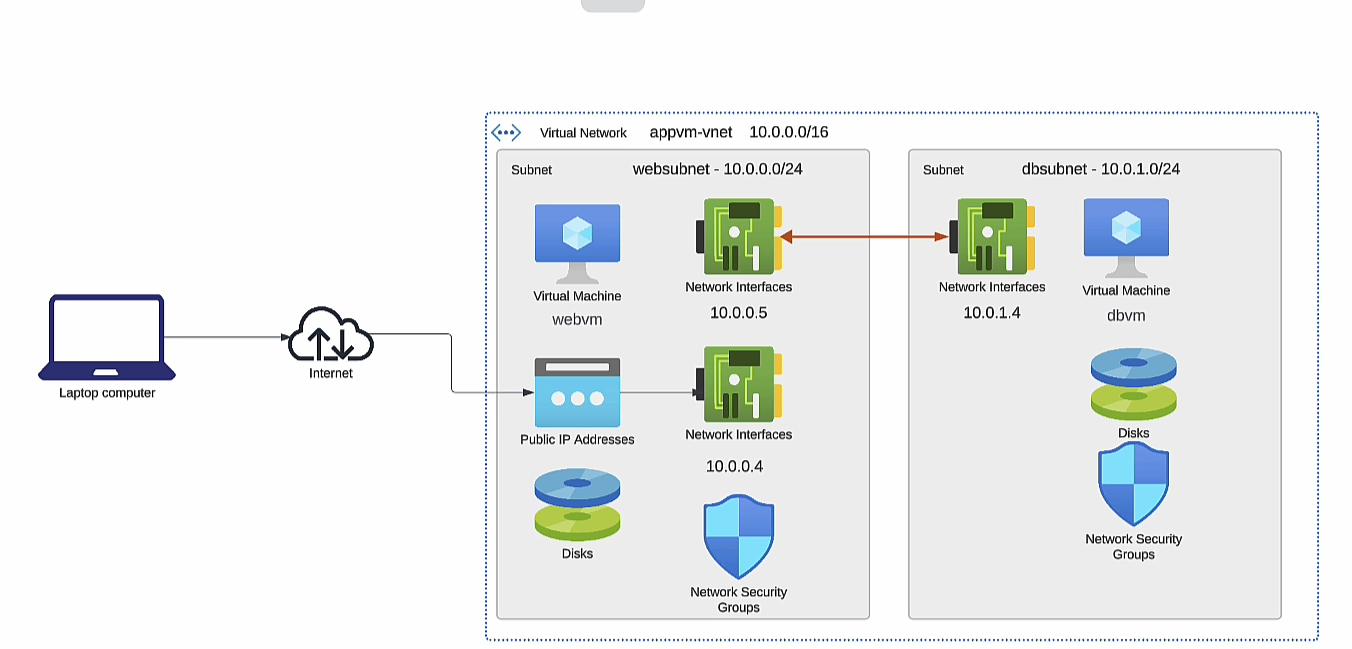 Virtual Network appvm-vnet 10.0.0.0/16
Subnet websubnet - 10.0.0.0/24
Virtual Machine
webvm
Network Interfaces
10.0.0.5
Public IP Addresses
Network Interfaces
10.0.0.4
Disks
Network Security
Groups
Subnet dbsubnet - 10.0.1.0/24
Network Interfaces
10.0.1.4
Virtual Machine
dbvm
Disks
Network Security
Groups
Laptop computer
Internet